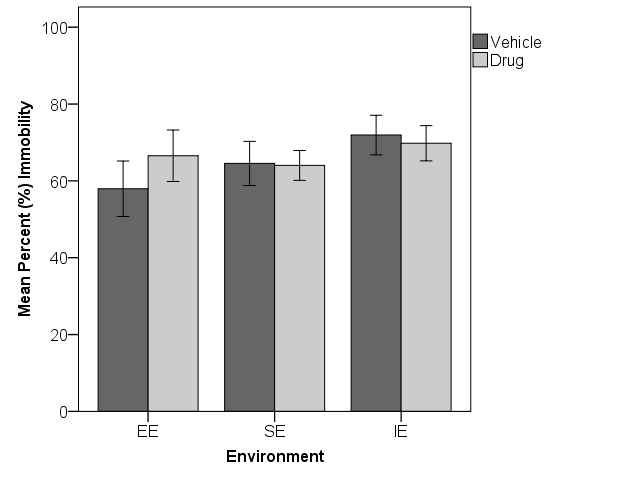 100
80
60
40
20
0
Mean Percent (%) Immobility
EE SE IE
Environment
Vehicle
Drug